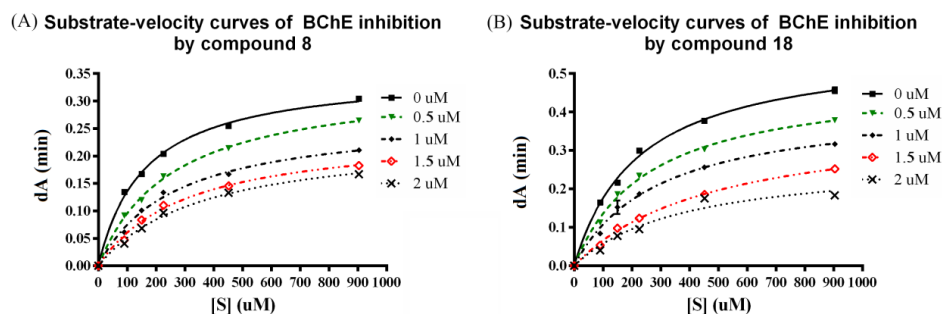 (A) Substrate-velocity curves of BChE inhibition
by compound 8
0.35
0.30
0.25
0.20
0.15
0.10
0.05
0.00
dA (min)
0 100 200 300 400 500 600 700 800 900 1000
[S] (uM)
0 uM
0.5 uM
1 uM
1.5 uM
2 uM
(B) Substrate-velocity curves of BChE inhibition
by compound 18
0.5
0.4
0.3
0.2
0.1
0.0
dA (min)
0 100 200 300 400 500 600 700 800 900 1000
[S] (uM)
0 uM
0.5 uM
1 uM
1.5 uM
2 uM